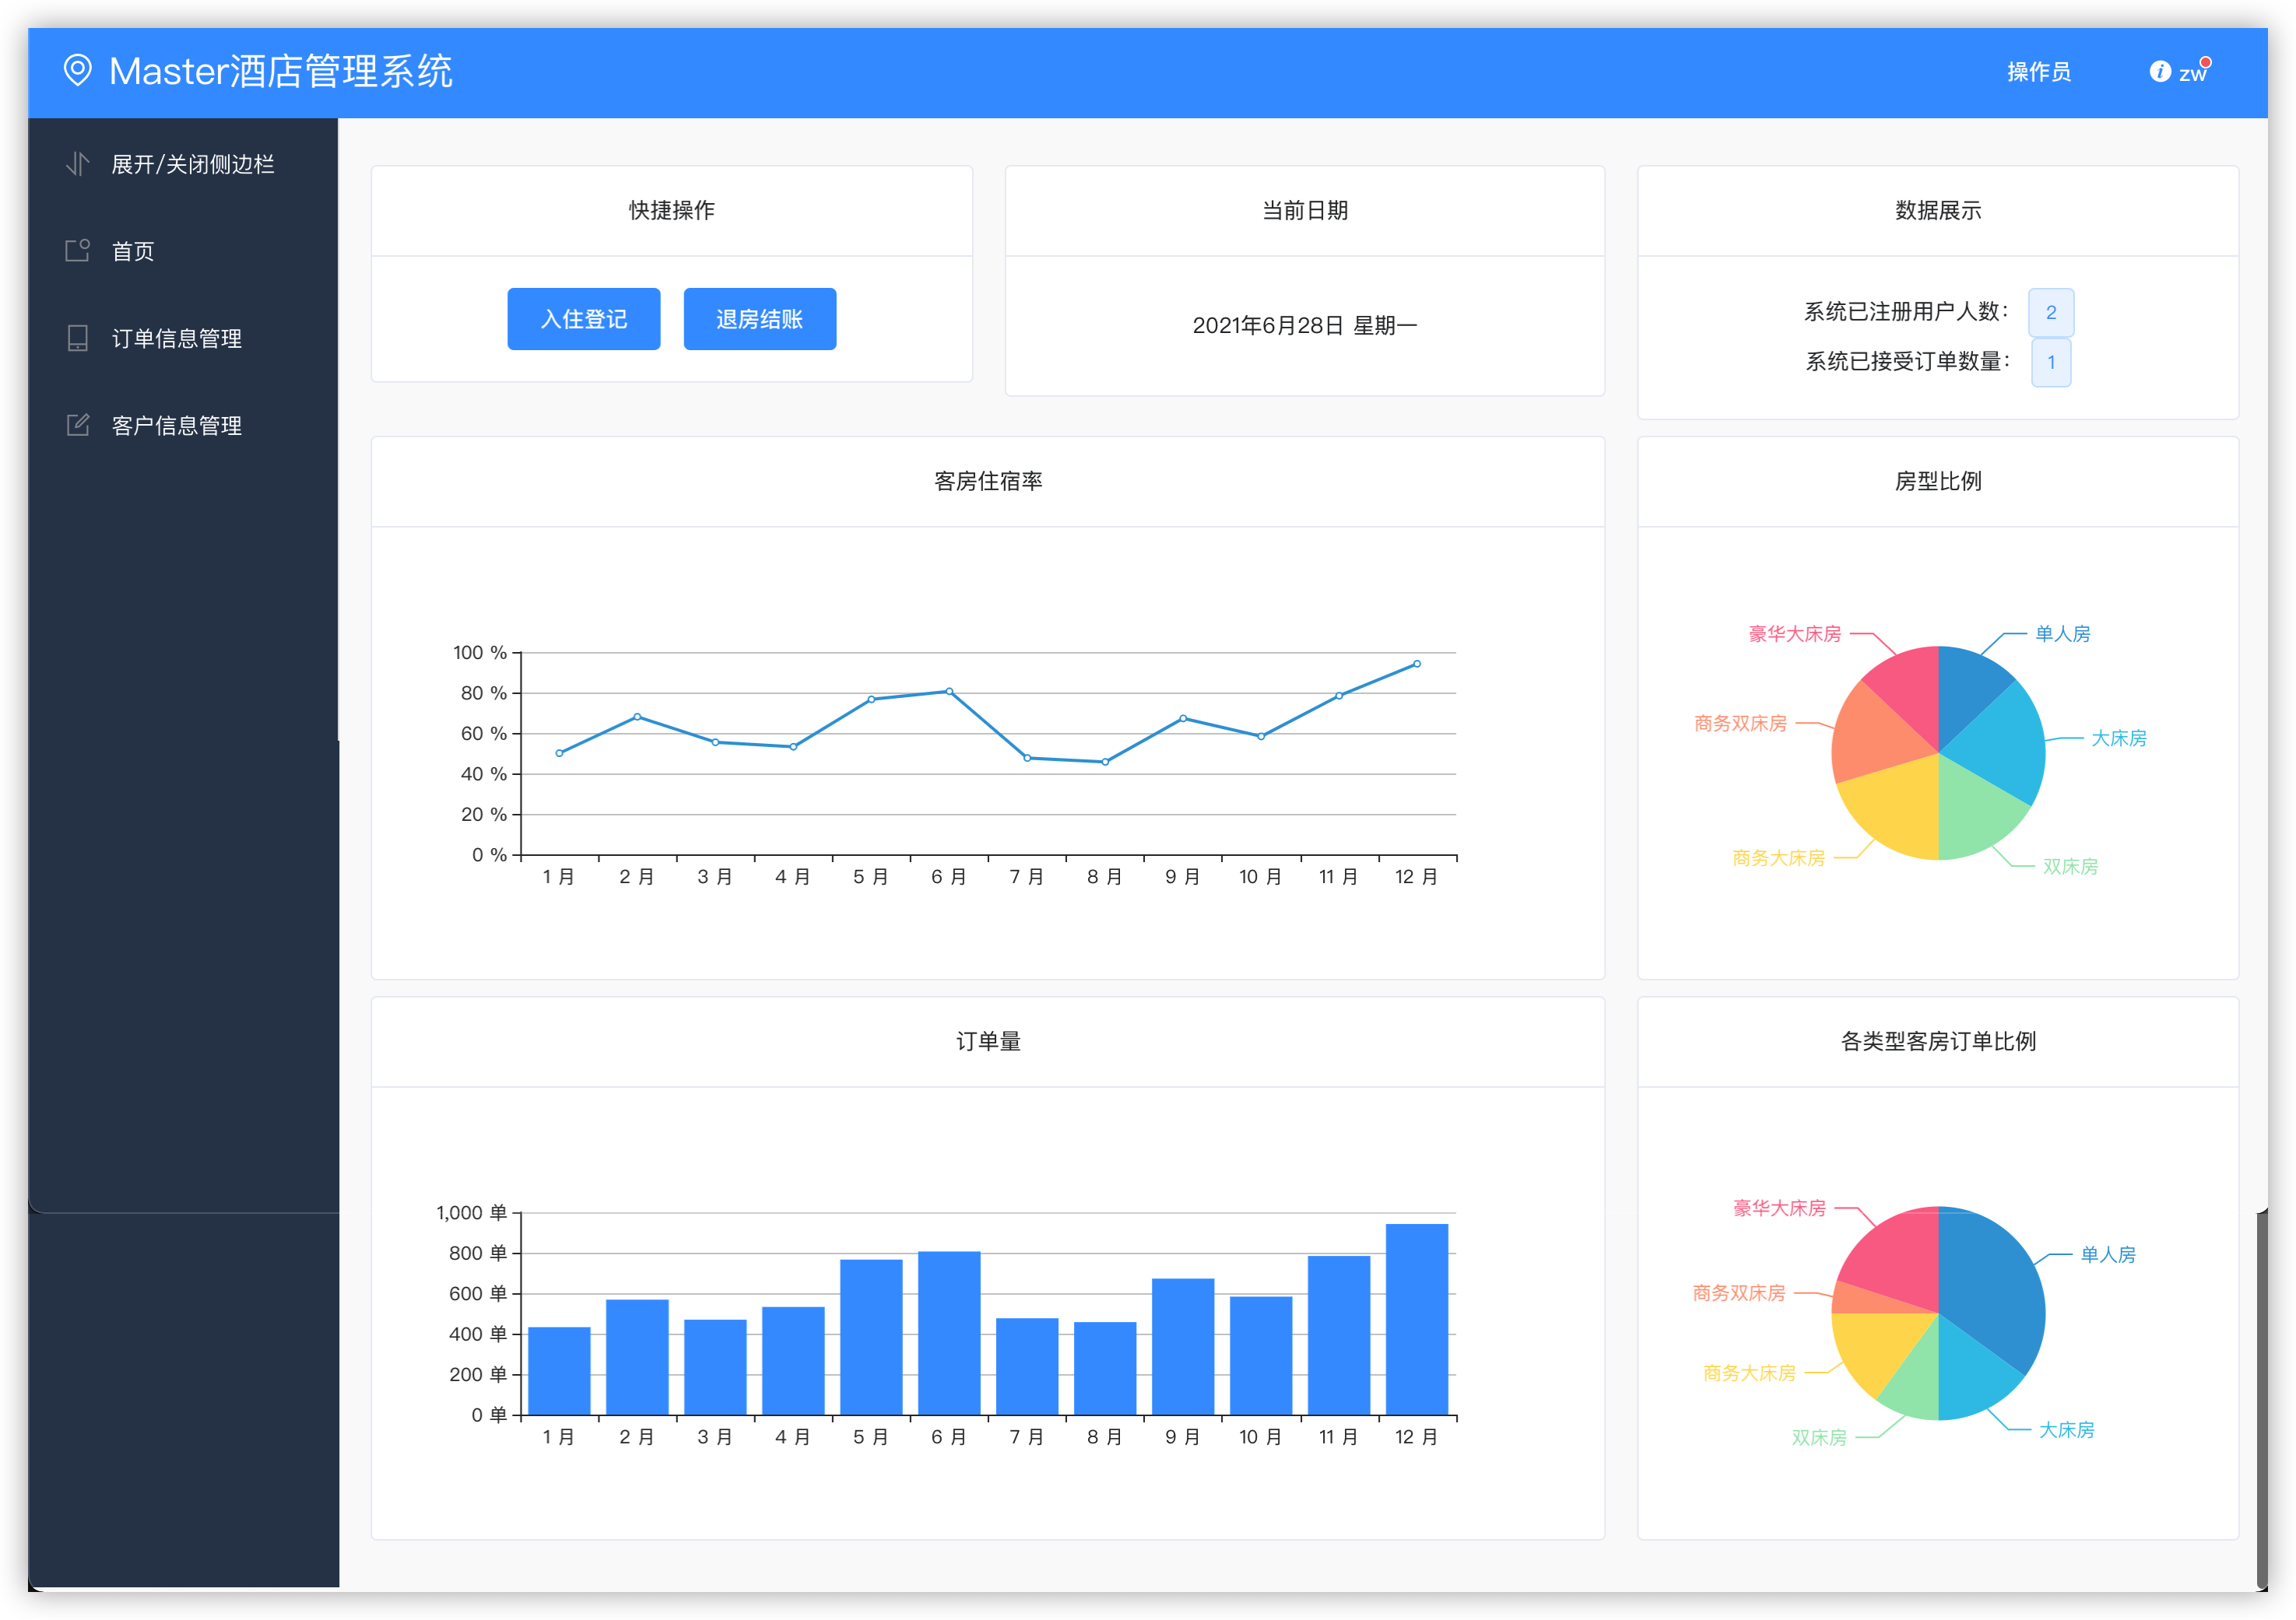 Master酒店管理系统
操作员
zw
展开/关闭侧边栏
首页
订单信息管理
客户信息管理
快捷操作
入住登记
退房结账
当前日期
2021年6月28日 星期一
数据展示
系统已注册用户人数： 2
系统已接受订单数量： 1
客房住宿率
100 %
80 %
60 %
40 %
20 %
0 %
1 月 2 月 3 月 4 月 5 月 6 月 7 月 8 月 9 月 10 月 11 月 12 月
房型比例
豪华大床房
单人房
商务双床房
大床房
商务大床房
双床房
订单量
1,000 单
800 单
600 单
400 单
200 单
0 单
1 月 2 月 3 月 4 月 5 月 6 月 7 月 8 月 9 月 10 月 11 月 12 月
各类型客房订单比例
豪华大床房
单人房
商务双床房
商务大床房
大床房
双床房